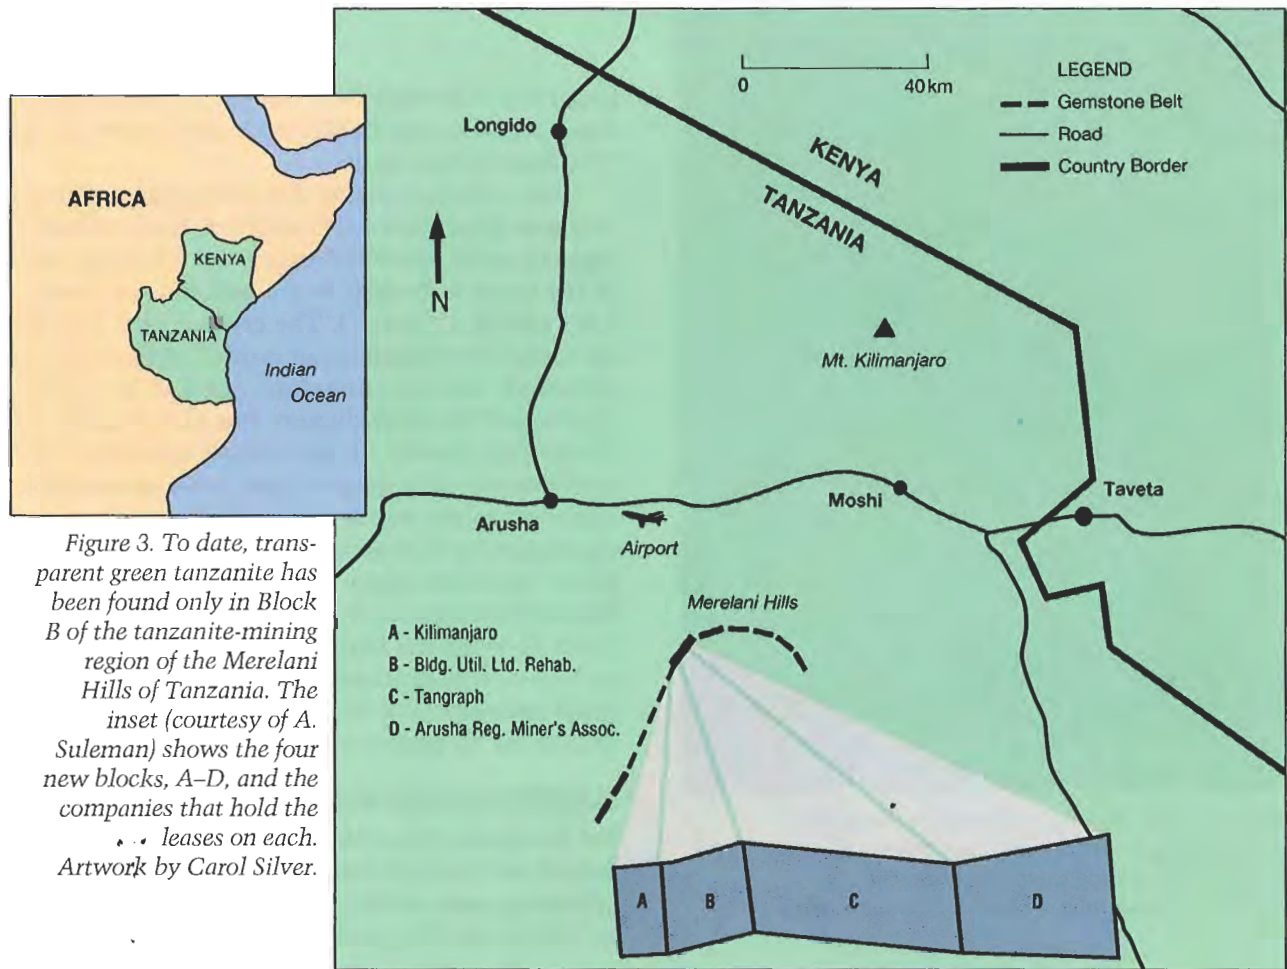 AFRICA
KENYA
TANZANIA
Indian
Ocean
Figure 3. To date, trans-
parent green tanzanite has
been found only in Block
B of the tanzanite-mining
region of the Merelani
Hills of Tanzania. The
inset (courtesy of A.
Suleman) shows the four
new blocks, A–D, and the
companies that hold the
leases on each.
Artwork by Carol Silver.
0 40 km
LEGEND
Gemstone Belt
Road
Country Border
Longido
KENYA
TANZANIA
N
Mt. Kilimanjaro
Arusha
Airport
Moshi
Taveta
Merelani Hills
A - Kilimanjaro
B - Bldg. Util. Ltd. Rehab.
C - Tangraph
D - Arusha Reg. Miner's Assoc.
A B C D